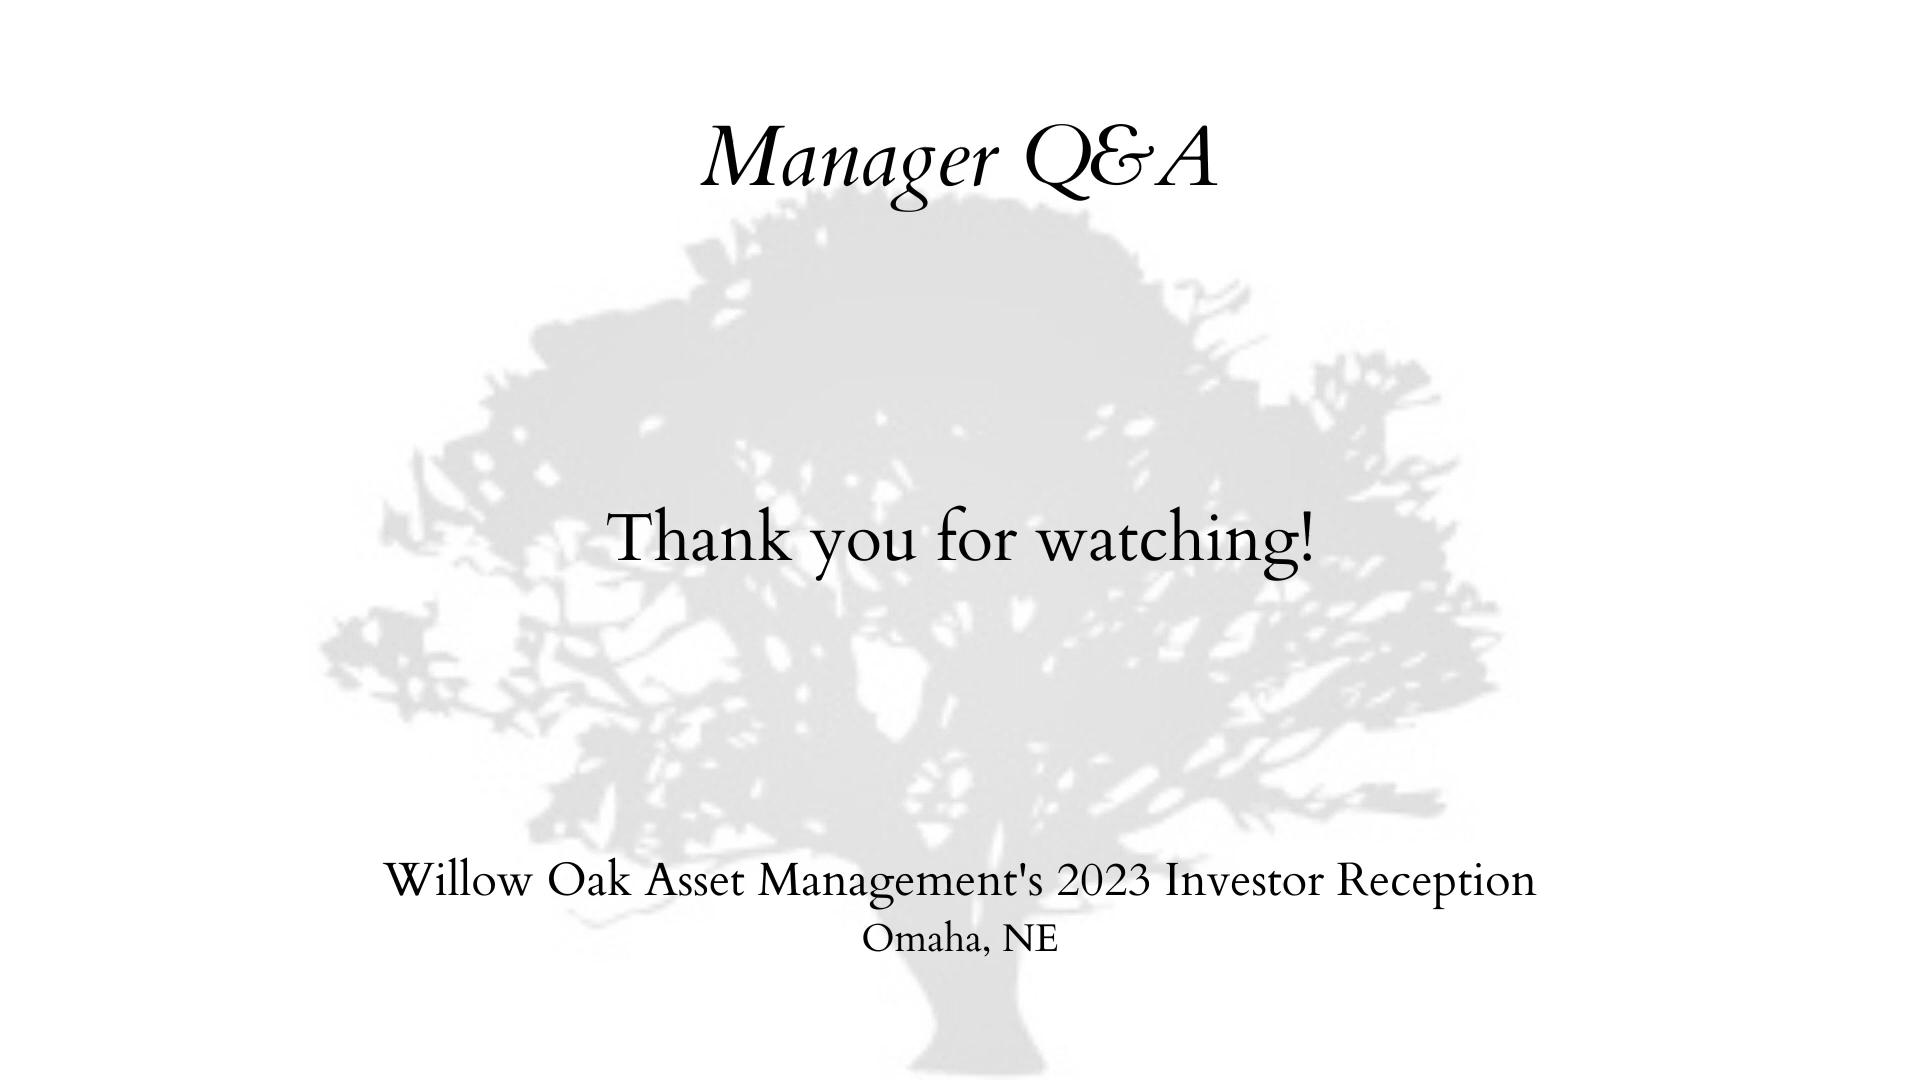 Manager Q&A
Thank you for watching!
Willow Oak Asset Management's 2023 Investor Reception
Omaha, NE